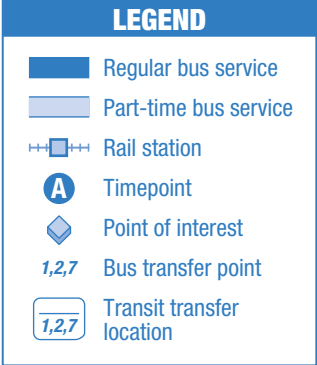 LEGEND
Regular bus service
Part-time bus service
Rail station
A Timepoint
Point of interest
1,2,7 Bus transfer point
1,2,7 Transit transfer
location